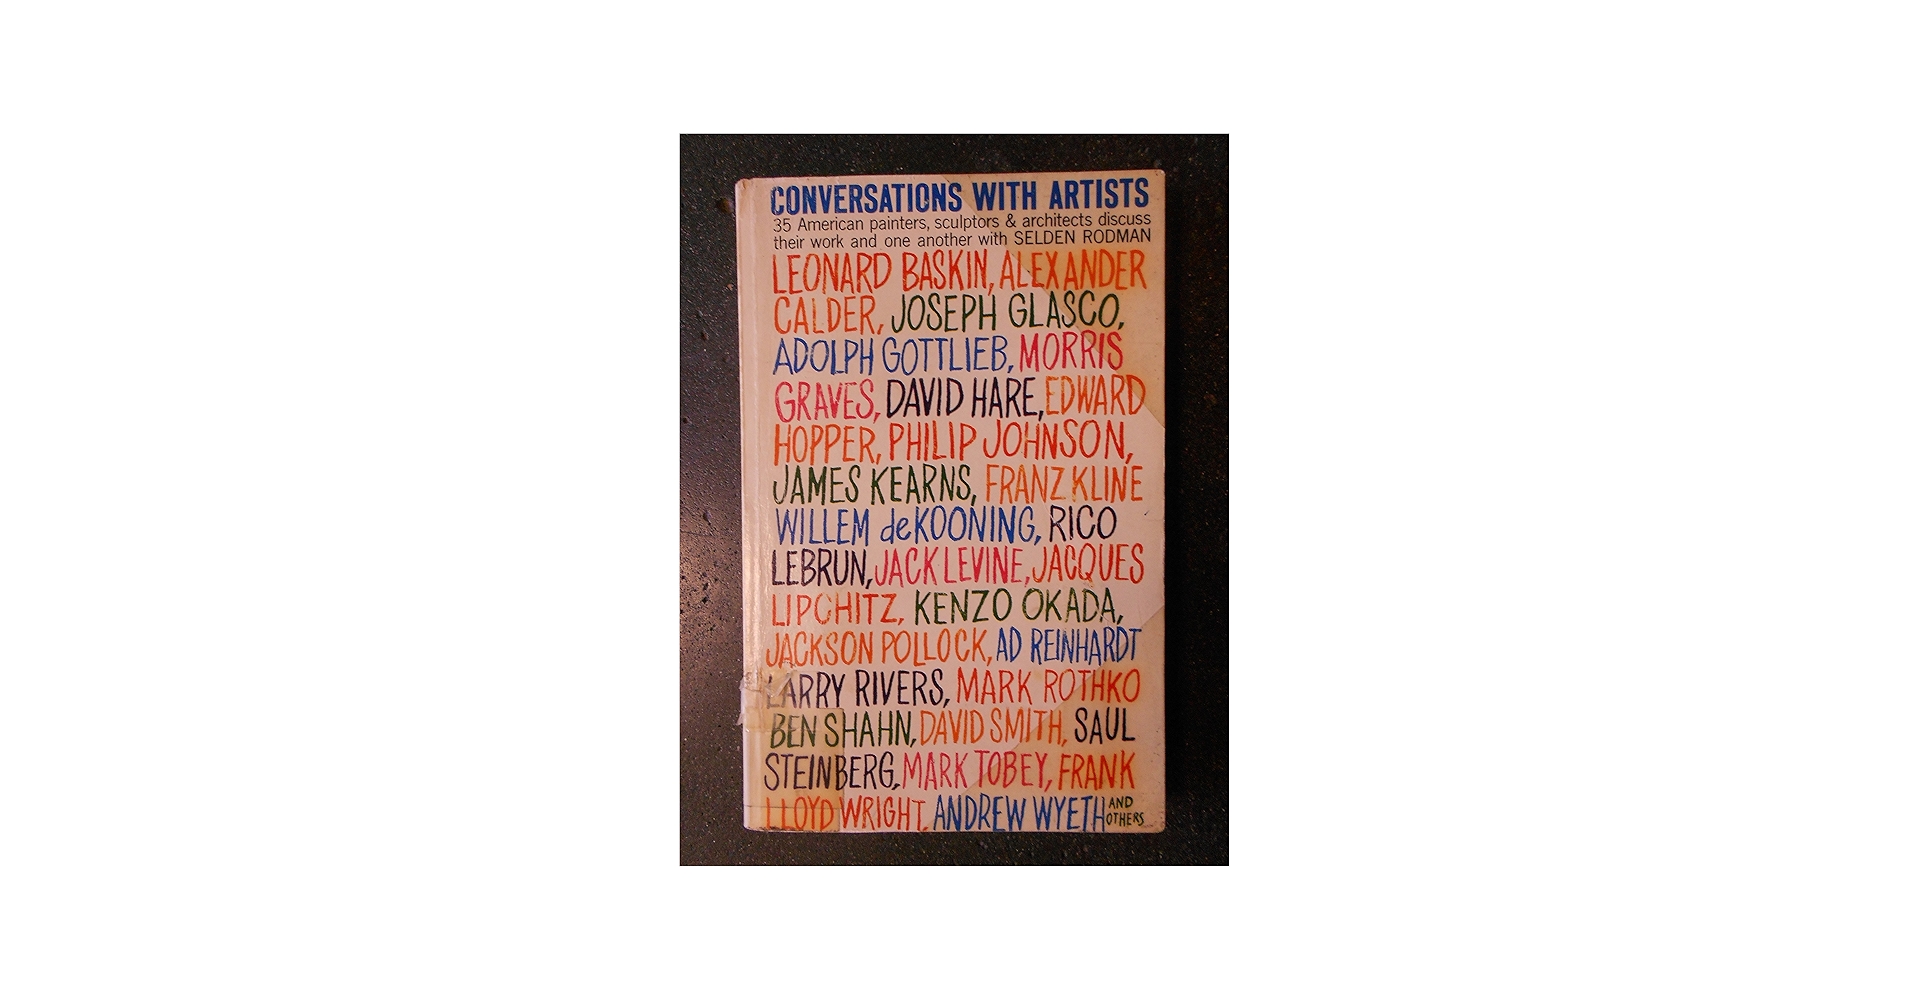 CONVERSATIONS WITH ARTISTS
35 American painters, sculptors & architects discuss
their work and one another with SELDEN RODMAN
LEONARD BASKIN, ALEXANDER
CALDER, JOSEPH GLASCO,
ADOLPH GOTTLIEB, MORRIS
GRAVES, DAVID HARE, EDWARD
HOPPER, PHILIP JOHNSON,
JAMES KEARNS, FRANZ KLINE
WILLEM deKOONING, RICO
LEBRUN, JACK LEVINE, JACQUES
LIPCHITZ, KENZO OKADA,
JACKSON POLLOCK, AD REINHARDT
LARRY RIVERS, MARK ROTHKO
BEN SHAHN, DAVID SMITH, SAUL
STEINBERG, MARK TOBEY, FRANK
LLOYD WRIGHT, ANDREW WYETH AND OTHERS